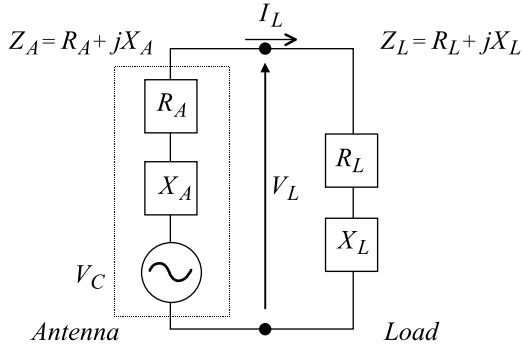 I_L
Z_A = R_A + jX_A
Z_L = R_L + jX_L
R_A
X_A
V_C
V_L
R_L
X_L
Antenna
Load